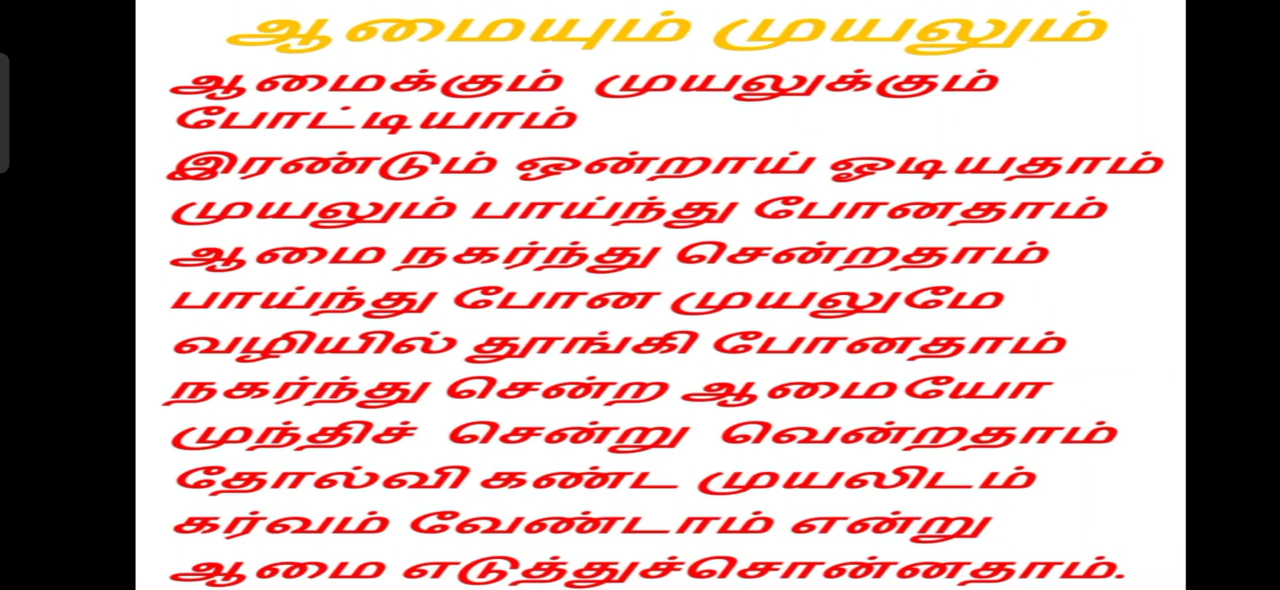 ஆமையும் முயலும்
ஆமைக்கும் முயலுக்கும்
போட்டியாம்
இரண்டும் ஒன்றாய் ஓடியதாம்
முயலும் பாய்ந்து போனதாம்
ஆமை நகர்ந்து சென்றதாம்
பாய்ந்து போன முயலுமே
வழியில் தூங்கி போனதாம்
நகர்ந்து சென்ற ஆமையோ
முந்திச் சென்று வென்றதாம்
தோல்வி கண்ட முயலிடம்
கர்வம் வேண்டாம் என்று
ஆமை எடுத்துச்சொன்னதாம்.